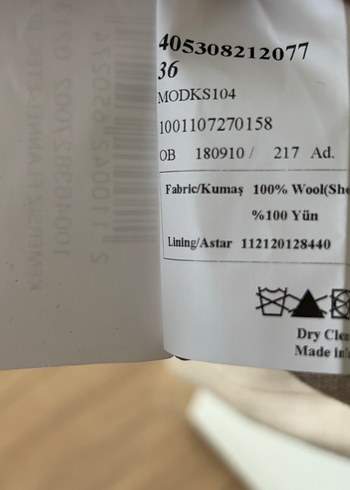 405308212077
36
MODKS104
1001107270158
OB 180910 / 217 Ad.
Fabric/Kumaş 100% Wool(She
%100 Yün
Lining/Astar 112120128440
Dry Clea
Made in